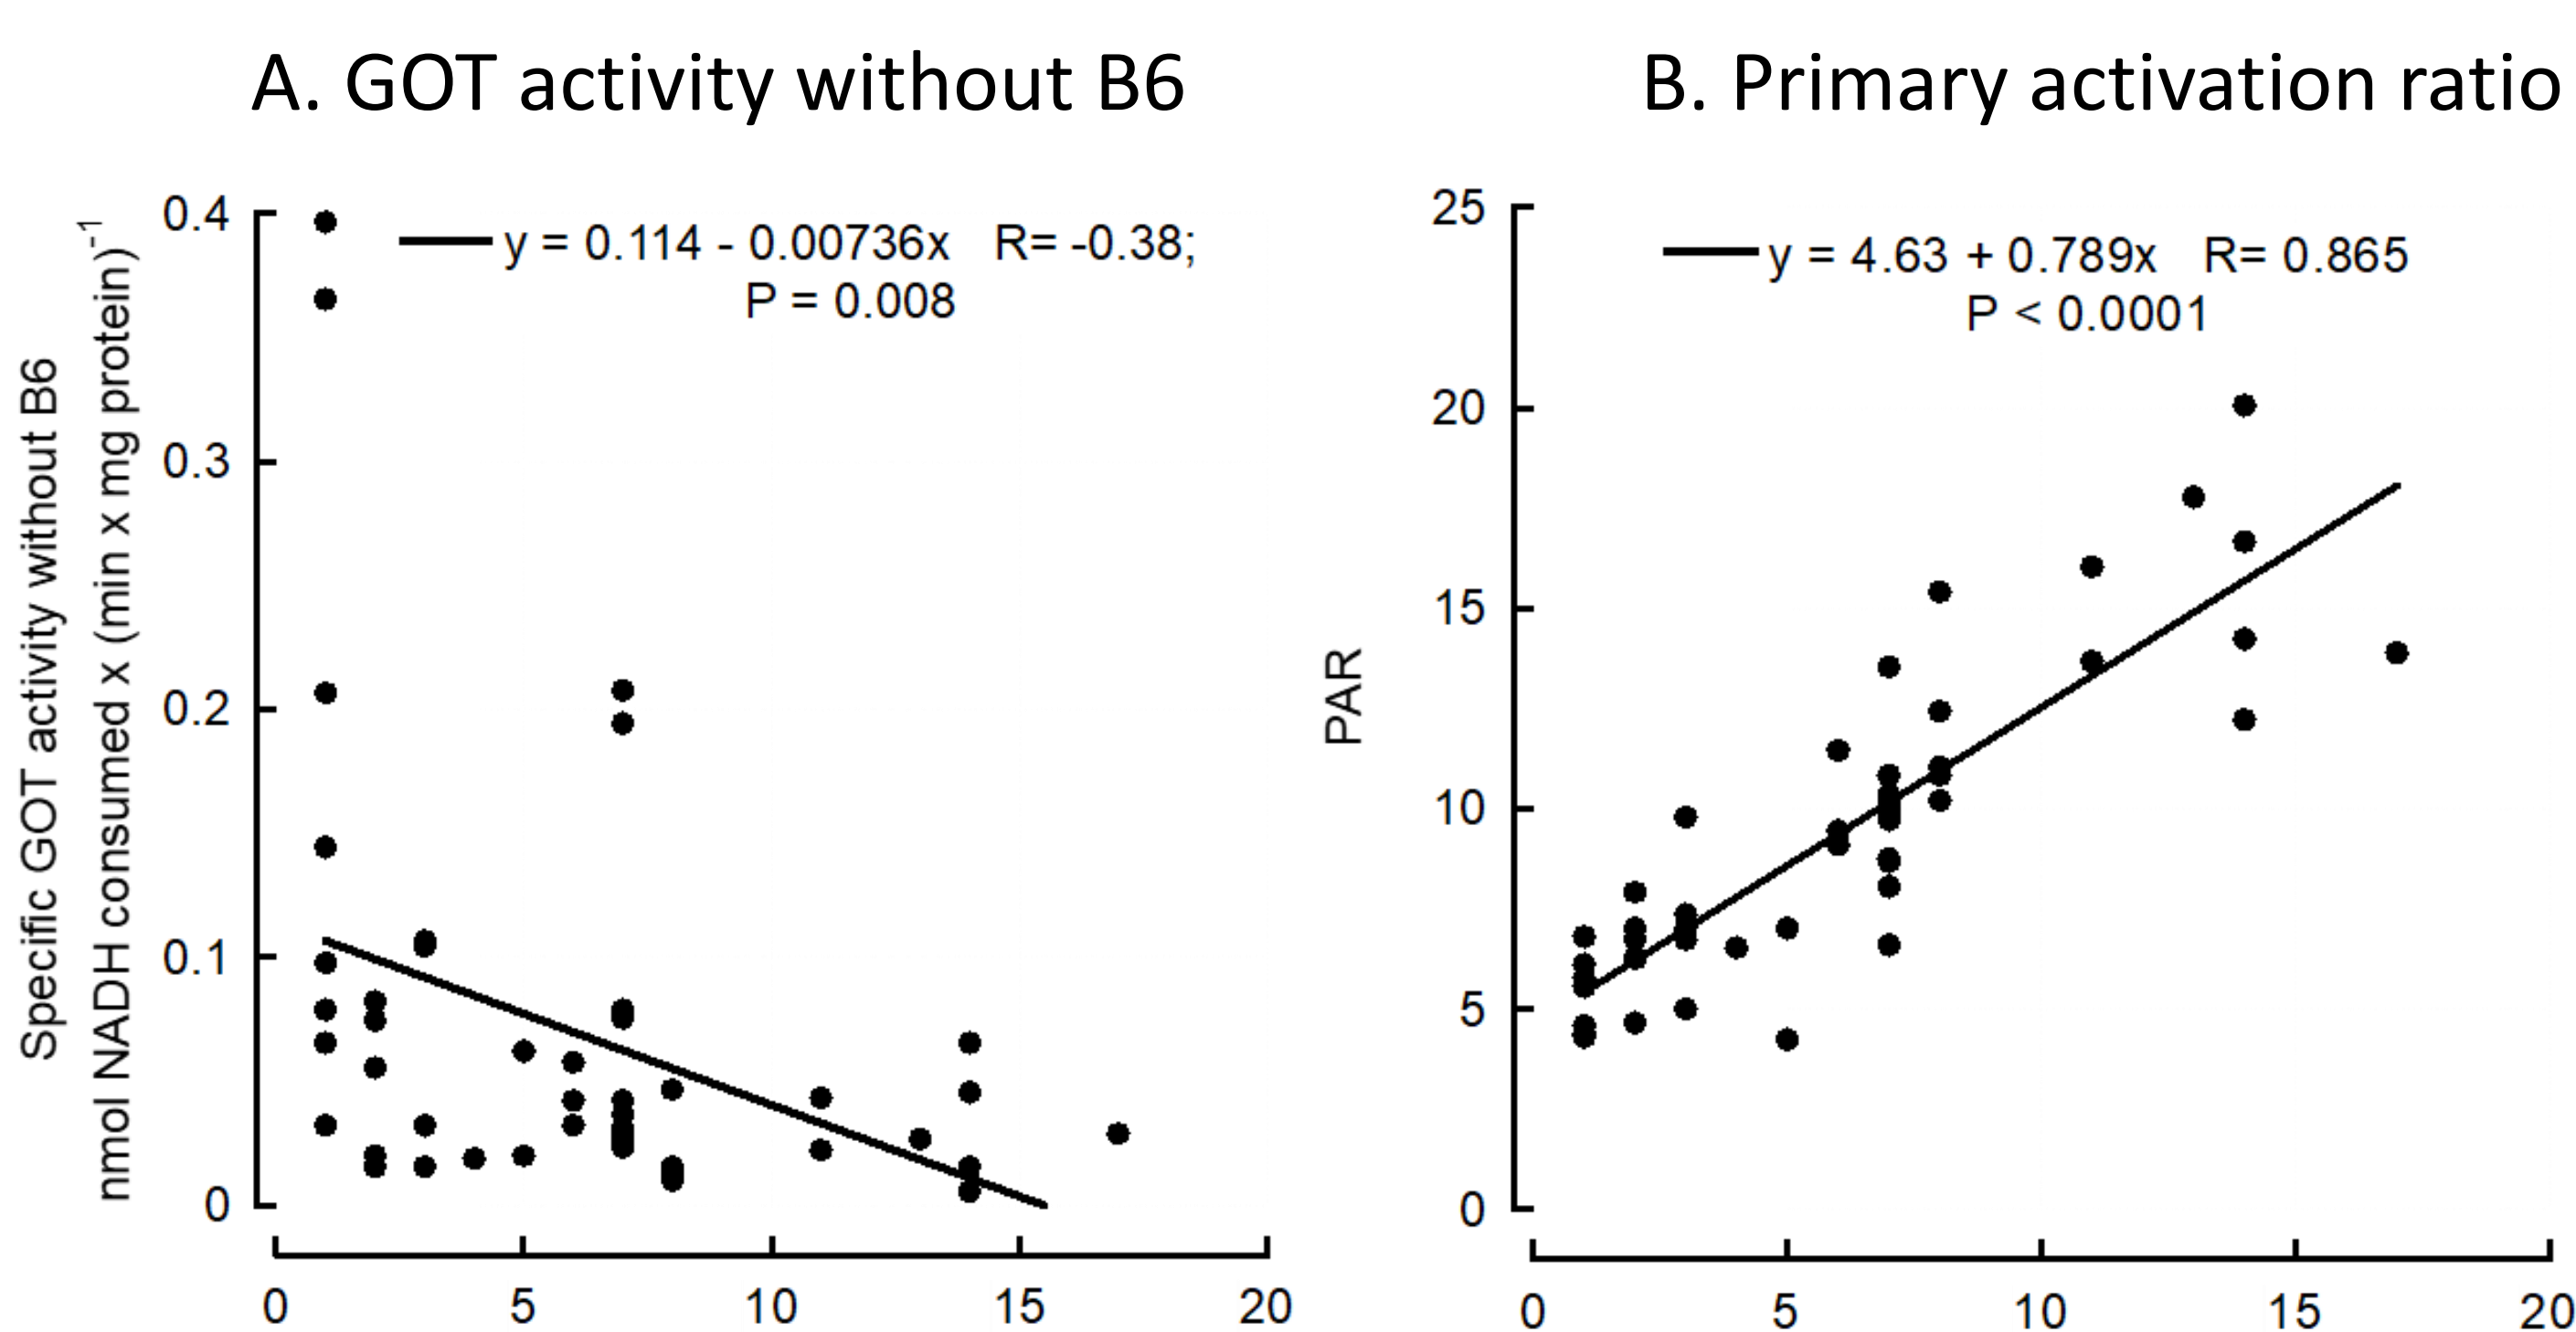 A. GOT activity without B6
Specific GOT activity without B6
nmol NADH consumed x (min x mg protein)⁻¹
0.4
0.3
0.2
0.1
0
y = 0.114 - 0.00736x R= -0.38;
P = 0.008
0 5 10 15 20
B. Primary activation ratio
PAR
25
20
15
10
5
0
y = 4.63 + 0.789x R= 0.865
P < 0.0001
0 5 10 15 20